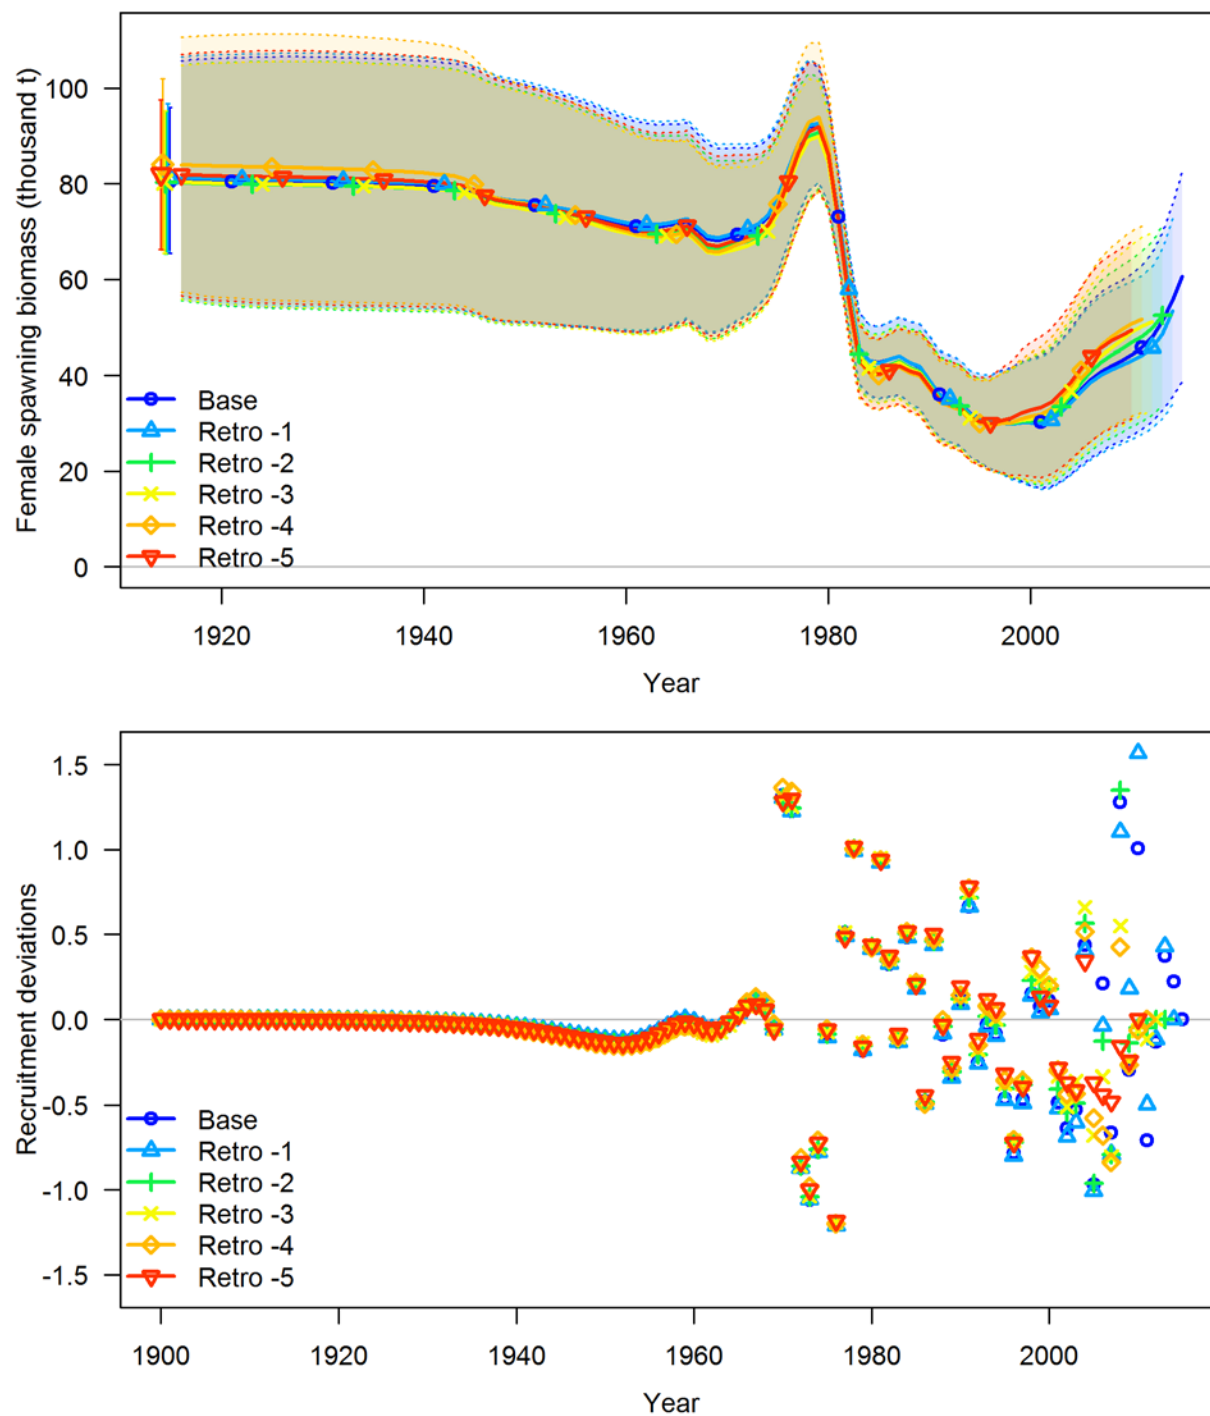 Female spawning biomass (thousand t)
100
80
60
40
20
0
Base
Retro -1
Retro -2
Retro -3
Retro -4
Retro -5
1920 1940 1960 1980 2000
Year
Recruitment deviations
1.5
1.0
0.5
0.0
-0.5
-1.0
-1.5
Base
Retro -1
Retro -2
Retro -3
Retro -4
Retro -5
1900 1920 1940 1960 1980 2000
Year